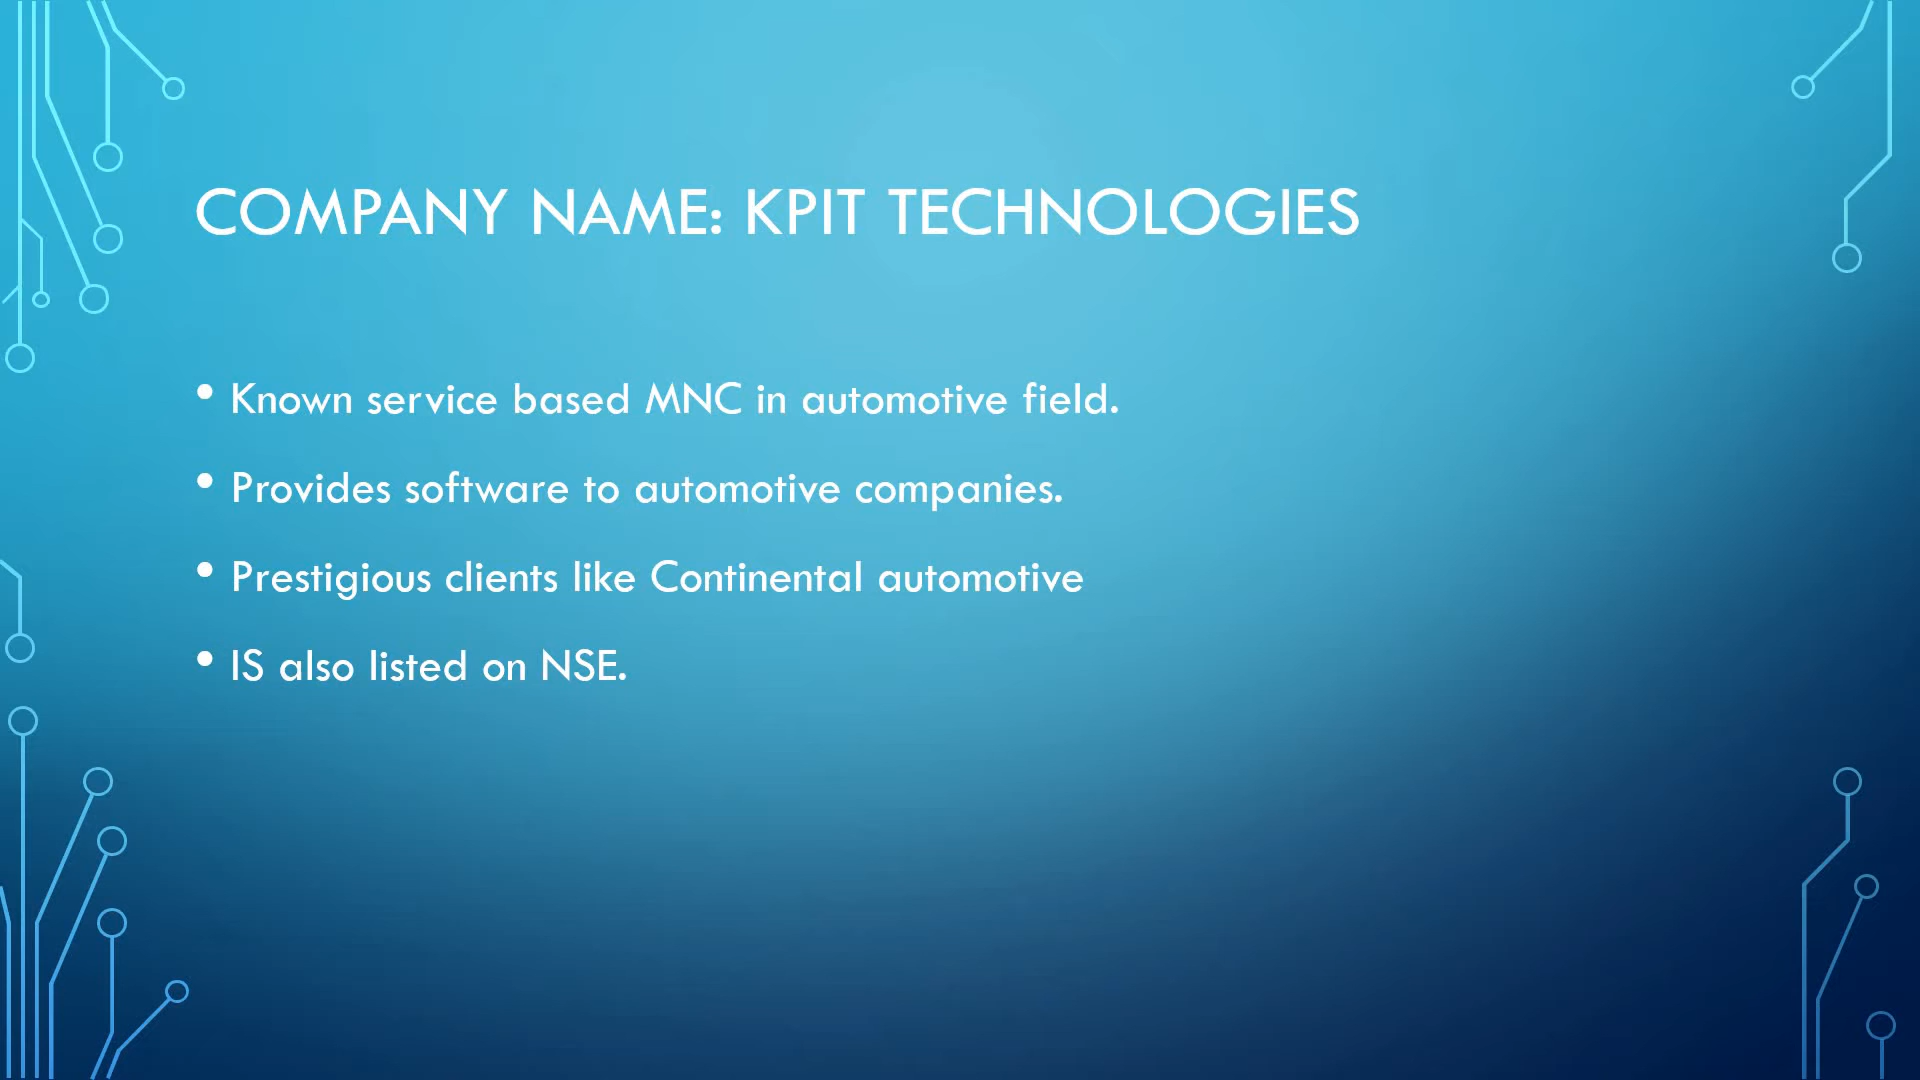 COMPANY NAME: KPIT TECHNOLOGIES
• Known service based MNC in automotive field.
• Provides software to automotive companies.
• Prestigious clients like Continental automotive
• IS also listed on NSE.